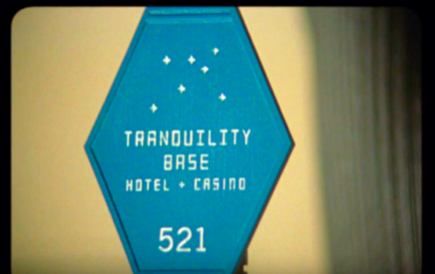 TRANQUILITY
BASE
HOTEL + CASINO
521